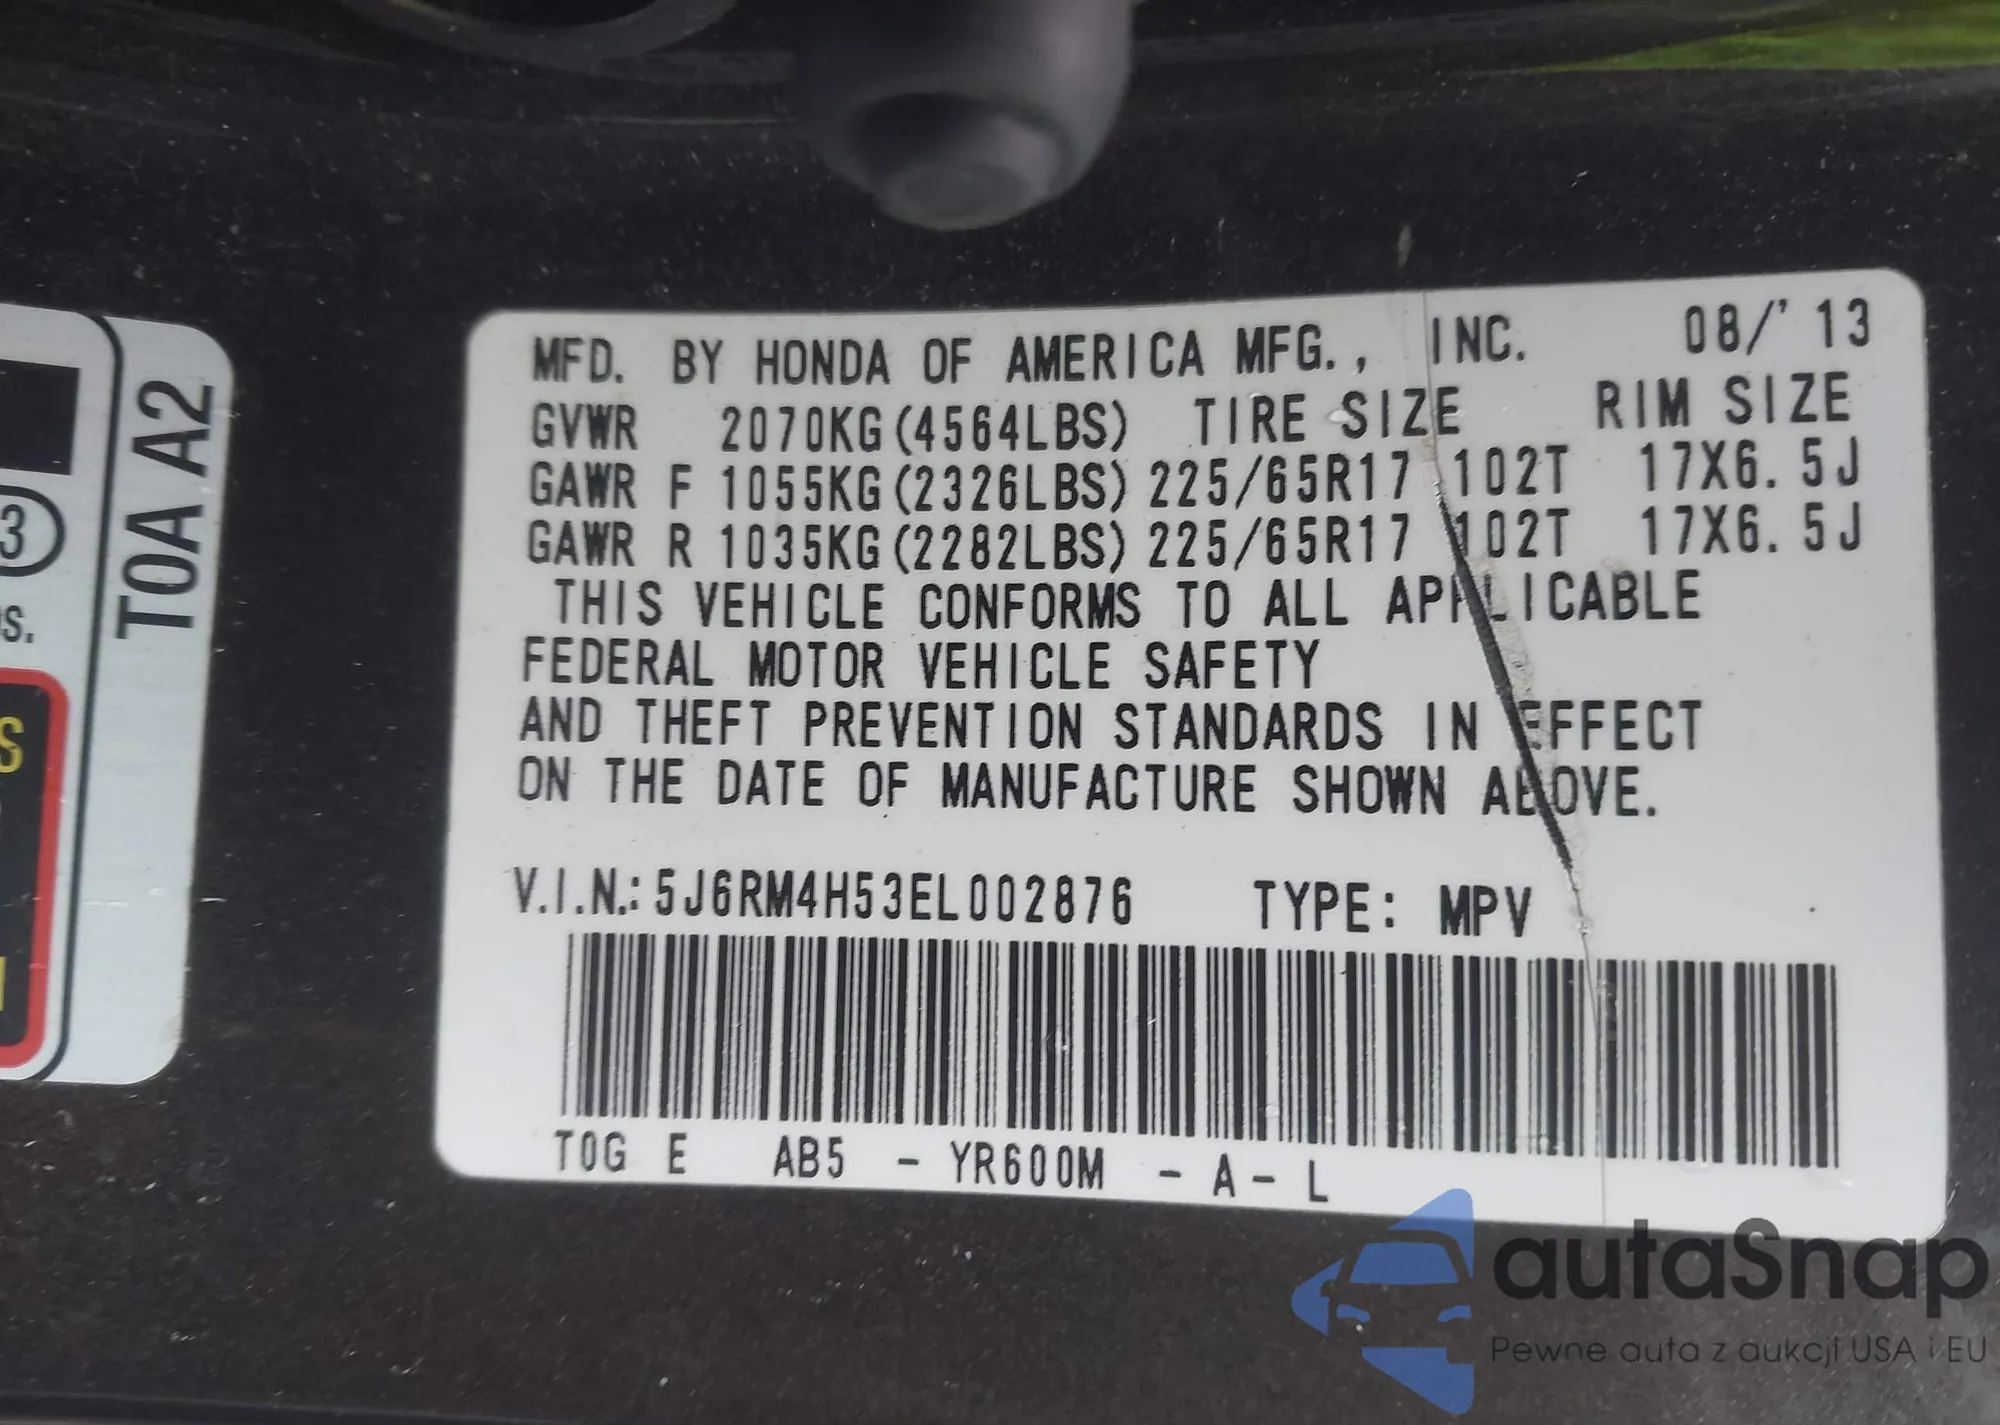 MFD. BY HONDA OF AMERICA MFG., INC. 08/'13
GVWR 2070KG(4564LBS) TIRE SIZE RIM SIZE
GAWR F 1055KG(2326LBS) 225/65R17 102T 17X6.5J
GAWR R 1035KG(2282LBS) 225/65R17 102T 17X6.5J
THIS VEHICLE CONFORMS TO ALL APPLICABLE
FEDERAL MOTOR VEHICLE SAFETY
AND THEFT PREVENTION STANDARDS IN EFFECT
ON THE DATE OF MANUFACTURE SHOWN ABOVE.
V.I.N.: 5J6RM4H53EL002876 TYPE: MPV
T0G E AB5 - YR600M - A - L
T0A A2
3
autaSnap
Pewne auta z aukcji USA i EU